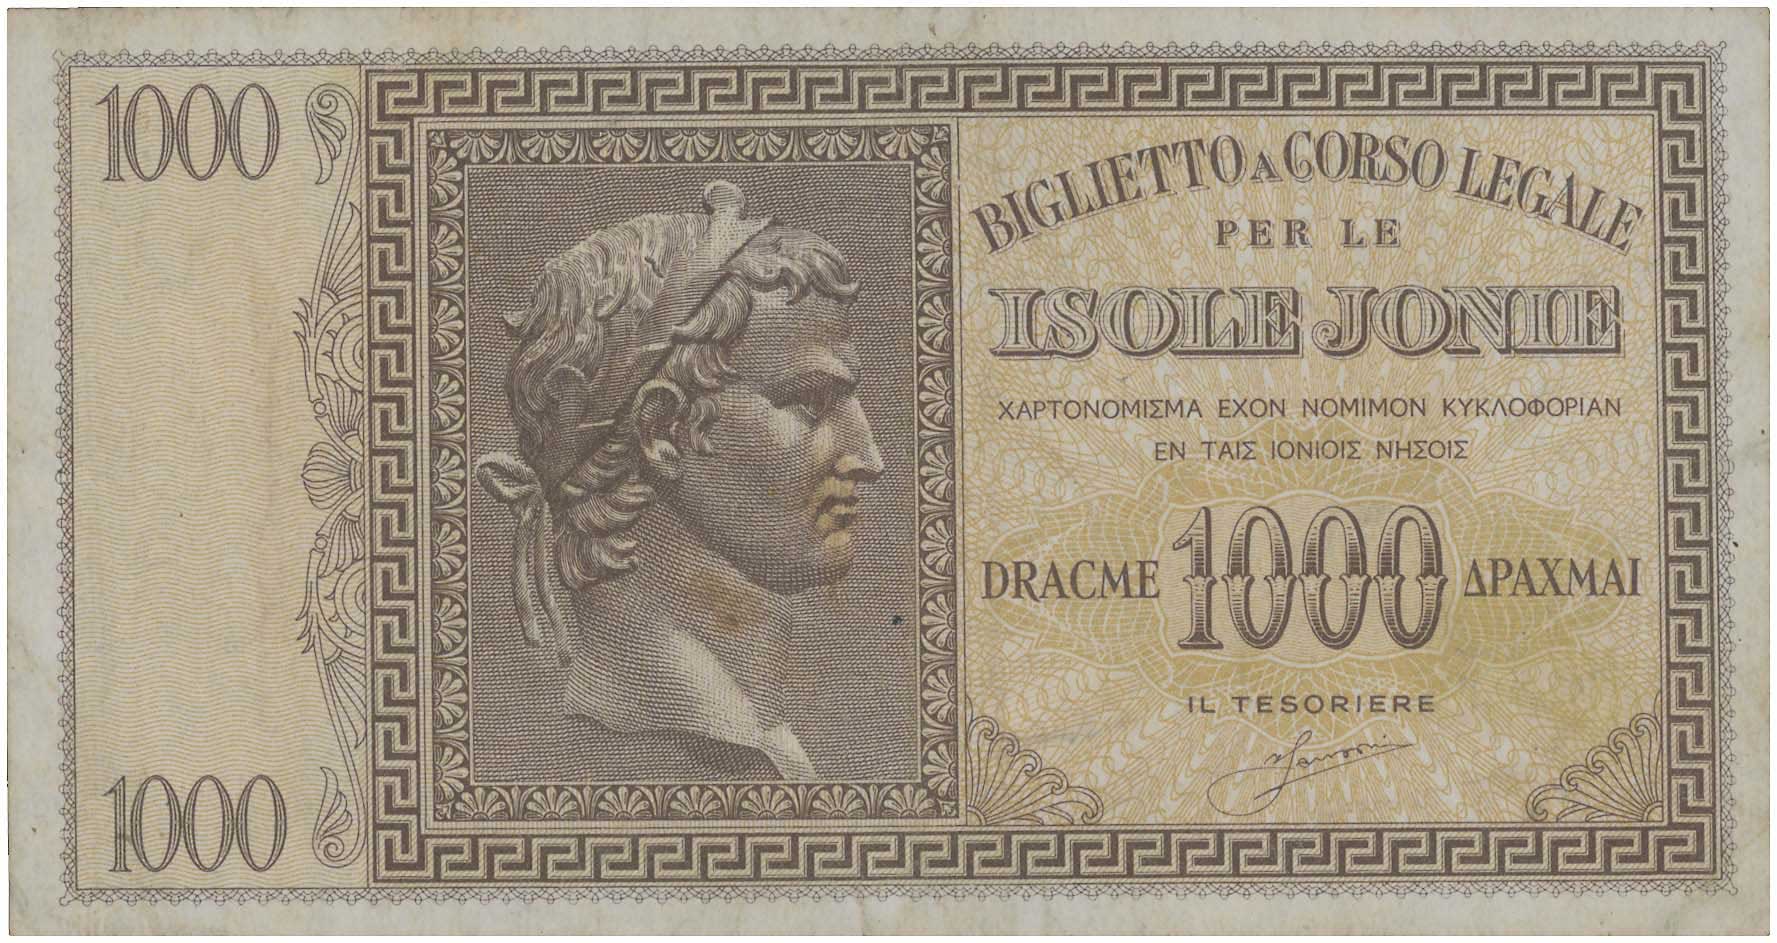 1000
BIGLIETTO A CORSO LEGALE
PER LE
ISOLE JONIE
ΧΑΡΤΟΝΟΜΙΣΜΑ ΕΧΟΝ ΝΟΜΙΜΟΝ ΚΥΚΛΟΦΟΡΙΑΝ
ΕΝ ΤΑΙΣ ΙΟΝΙΟΙΣ ΝΗΣΟΙΣ
DRACME 1000 ΔΡΑΧΜΑΙ
IL TESORIERE
1000